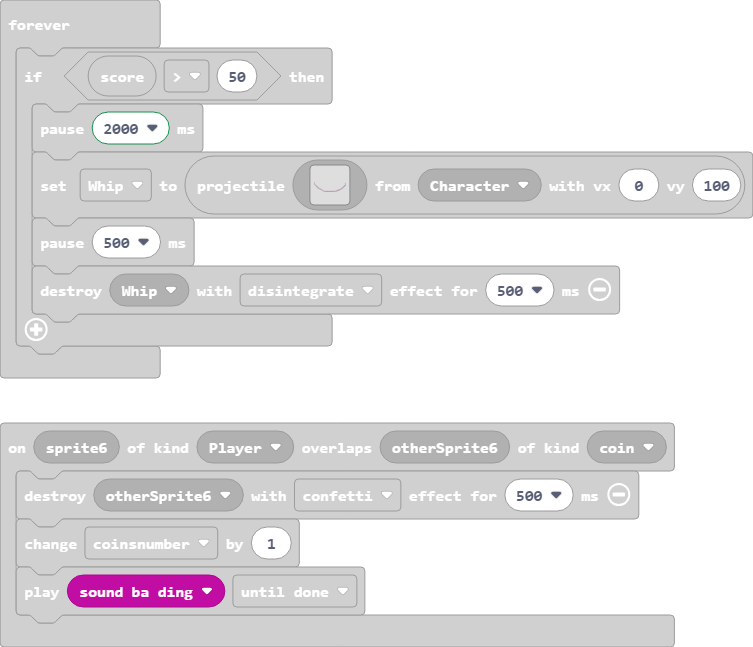 forever
if score > 50 then
pause 2000 ms
set Whip to projectile from Character with vx 0 vy 100
pause 500 ms
destroy Whip with disintegrate effect for 500 ms
on sprite6 of kind Player overlaps otherSprite6 of kind coin
destroy otherSprite6 with confetti effect for 500 ms
change coinsnumber by 1
play sound ba ding until done